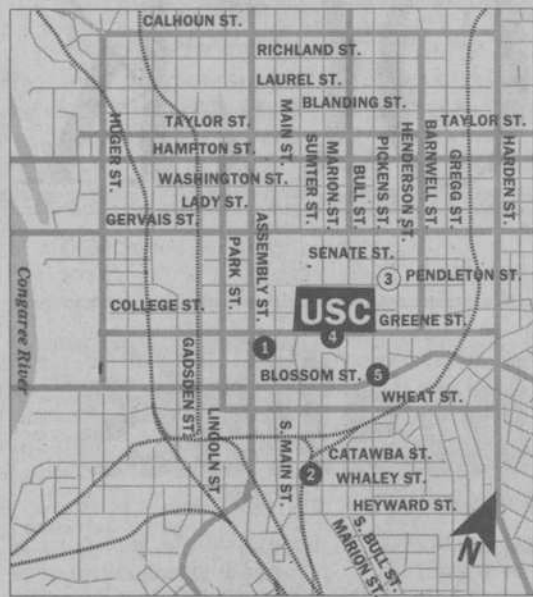 CALHOUN ST.
RICHLAND ST.
LAUREL ST.
BLANDING ST.
TAYLOR ST.
TAYLOR ST.
HUGER ST.
MAIN ST.
HAMPTON ST.
SUMTER ST.
MARION ST.
BULL ST.
PICKENS ST.
HENDERSON ST.
BARNWELL ST.
GREGG ST.
HARDEN ST.
WASHINGTON ST.
LADY ST.
GERVAIS ST.
PARK ST.
ASSEMBLY ST.
SENATE ST.
3
PENDLETON ST.
Congaree River
COLLEGE ST.
USC
GREENE ST.
4
1
GADSDEN ST.
BLOSSOM ST.
5
WHEAT ST.
LINCOLN ST
S. MAIN ST.
CATAWBA ST.
2
WHALEY ST.
HEYWARD ST.
S. BULL ST.
MARION ST.
N